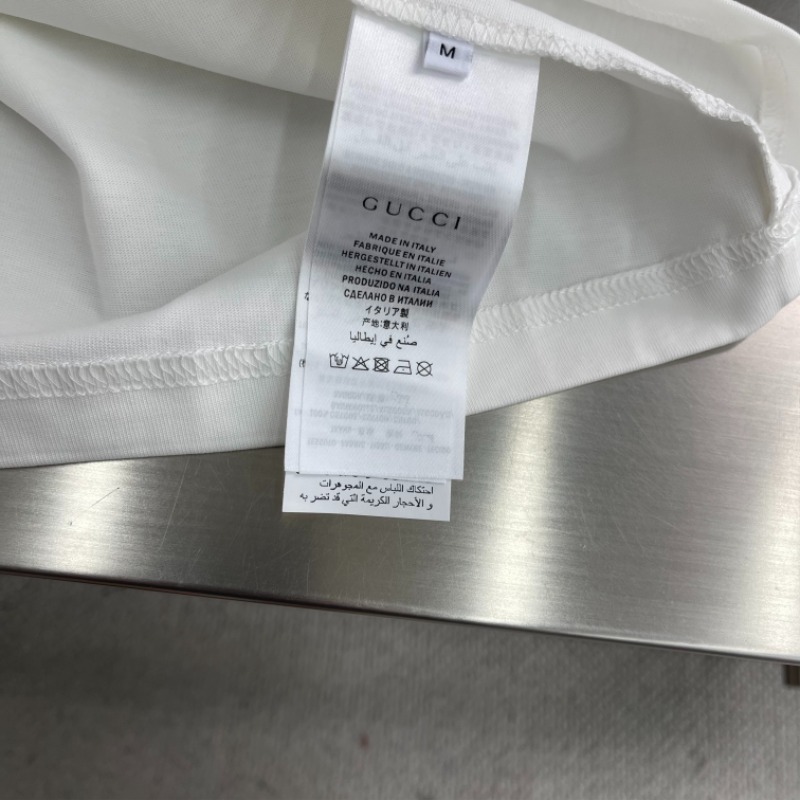 M
GUCCI
MADE IN ITALY
FABRIQUE EN ITALIE
HERGESTELLT IN ITALIEN
HECHO EN ITALIA
PRODUZIDO NA ITALIA
СДЕЛАНО В ИТАЛИИ
イタリア製
产地:意大利
صنع في إيطاليا
احتكاك اللباس مع المجوهرات
و الأحجار الكريمة التي قد تضر به